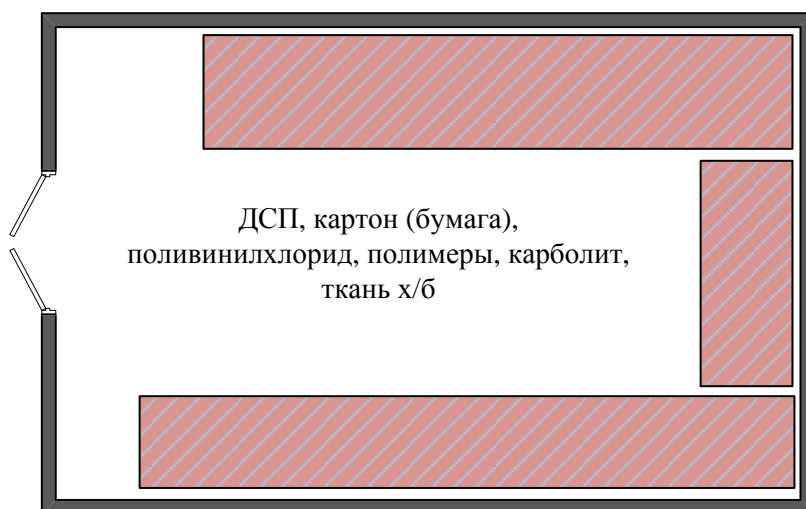 ДСП, картон (бумага),
поливинилхлорид, полимеры, карболит,
ткань х/б